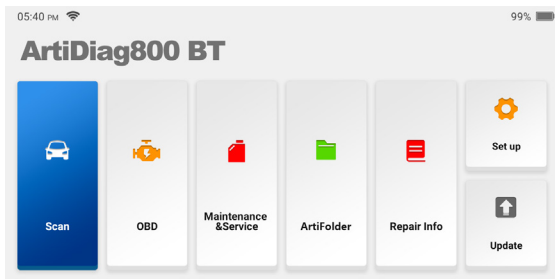 05:40 PM
99%
ArtiDiag800 BT
Scan
OBD
Maintenance
&Service
ArtiFolder
Repair Info
Set up
Update